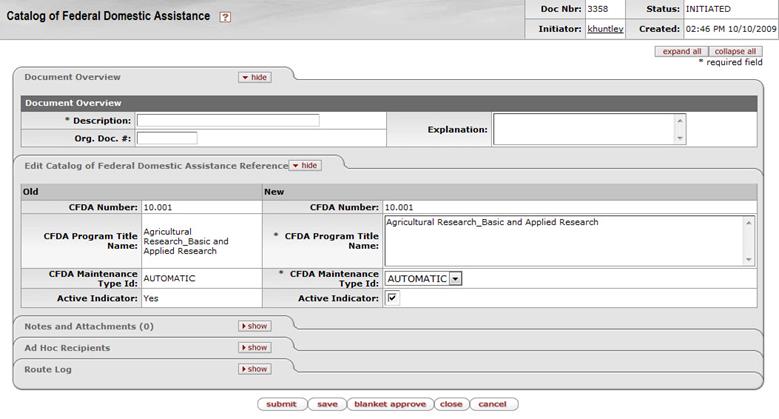 Catalog of Federal Domestic Assistance ?
Doc Nbr: 3358 Status: INITIATED
Initiator: khuntley Created: 02:46 PM 10/10/2009
expand all collapse all
* required field
Document Overview hide
Document Overview
* Description:
Explanation:
Org. Doc. #:
Edit Catalog of Federal Domestic Assistance Reference hide
Old New
CFDA Number: 10.001 CFDA Number: 10.001
CFDA Program Title Name: Agricultural Research_Basic and Applied Research * CFDA Program Title Name: Agricultural Research_Basic and Applied Research
CFDA Maintenance Type Id: AUTOMATIC * CFDA Maintenance Type Id: AUTOMATIC
Active Indicator: Yes Active Indicator:
Notes and Attachments (0) show
Ad Hoc Recipients show
Route Log show
submit save blanket approve close cancel